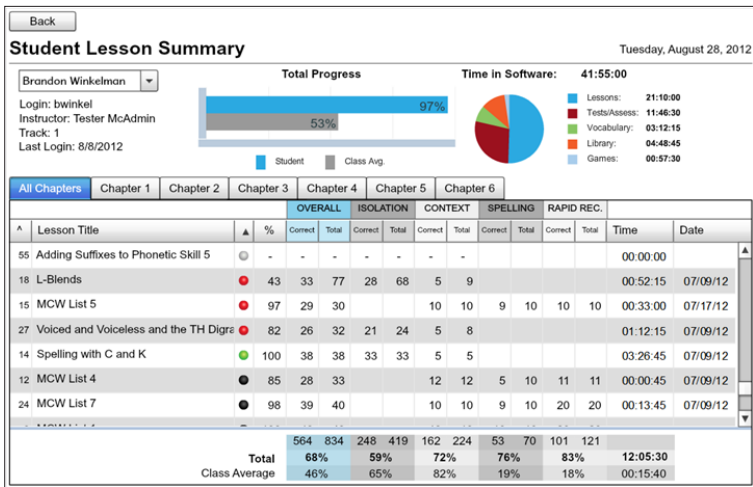 Back
Student Lesson Summary
Tuesday, August 28, 2012
Brandon Winkelman
Login: bwinkel
Instructor: Tester McAdmin
Track: 1
Last Login: 8/8/2012
Total Progress
97%
53%
Student Class Avg.
Time in Software: 41:55:00
Lessons: 21:10:00
Tests/Assess: 11:46:30
Vocabulary: 03:12:15
Library: 04:48:45
Games: 00:57:30
All Chapters Chapter 1 Chapter 2 Chapter 3 Chapter 4 Chapter 5 Chapter 6
OVERALL ISOLATION CONTEXT SPELLING RAPID REC.
^ Lesson Title ▲ % Correct Total Correct Total Correct Total Correct Total Correct Total Time Date
55 Adding Suffixes to Phonetic Skill 5 - - - - - - - 00:00:00
18 L-Blends 43 33 77 28 68 5 9 00:52:15 07/09/12
15 MCW List 5 97 29 30 10 10 9 10 10 10 00:33:00 07/17/12
27 Voiced and Voiceless and the TH Digra 82 26 32 21 24 5 8 01:12:15 07/09/12
14 Spelling with C and K 100 38 38 33 33 5 5 03:26:45 07/09/12
12 MCW List 4 85 28 33 12 12 5 10 11 11 00:00:45 07/09/12
24 MCW List 7 98 39 40 10 10 9 10 20 20 00:13:45 07/09/12
564 834 248 419 162 224 53 70 101 121
Total 68% 59% 72% 76% 83% 12:05:30
Class Average 46% 65% 82% 19% 18% 00:15:40